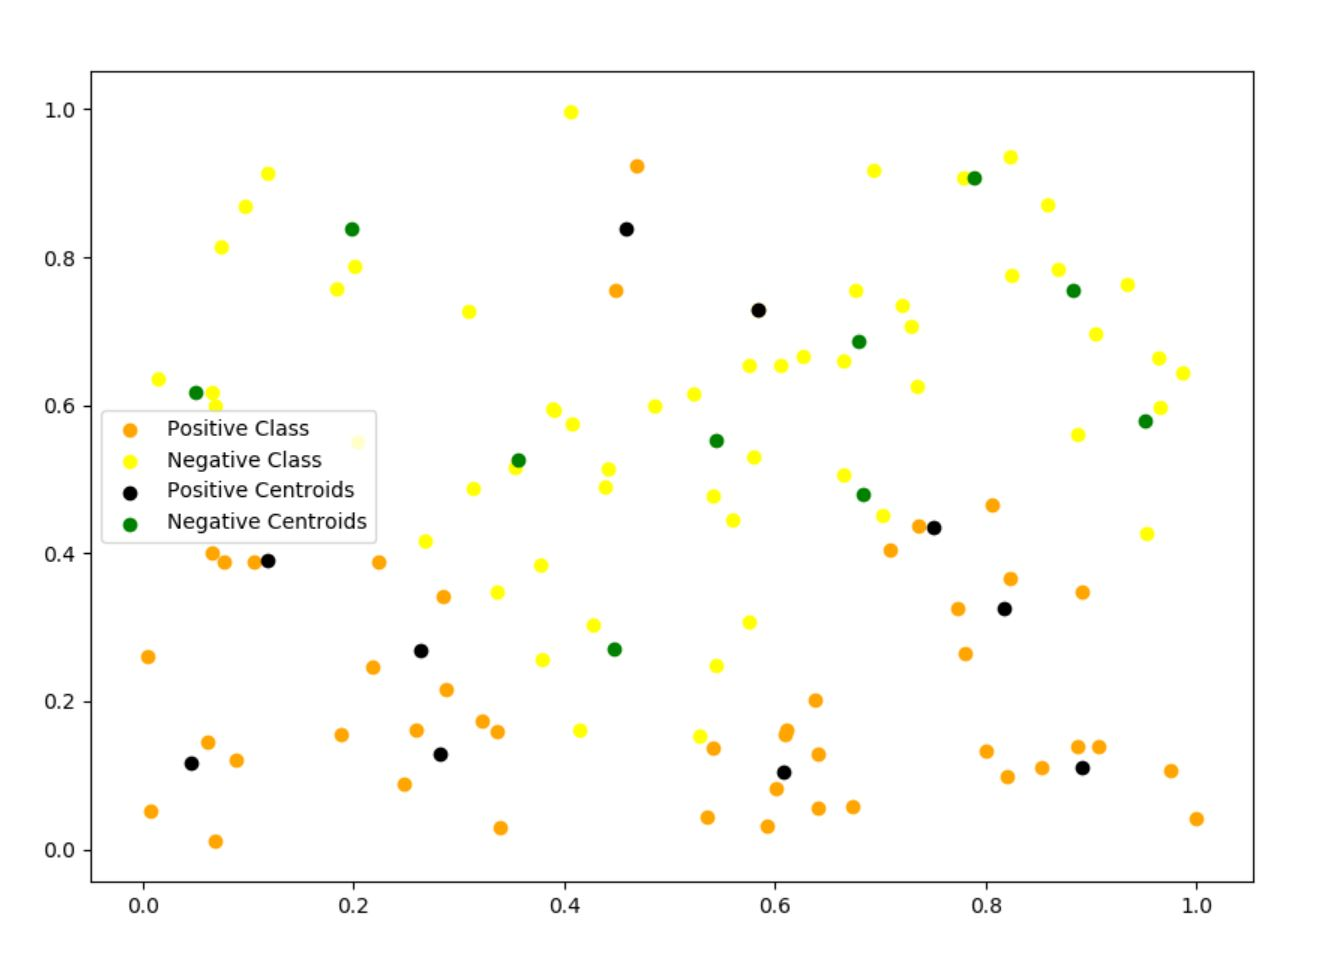 1.0
0.8
0.6
Positive Class
Negative Class
Positive Centroids
Negative Centroids
0.4
0.2
0.0
0.0 0.2 0.4 0.6 0.8 1.0